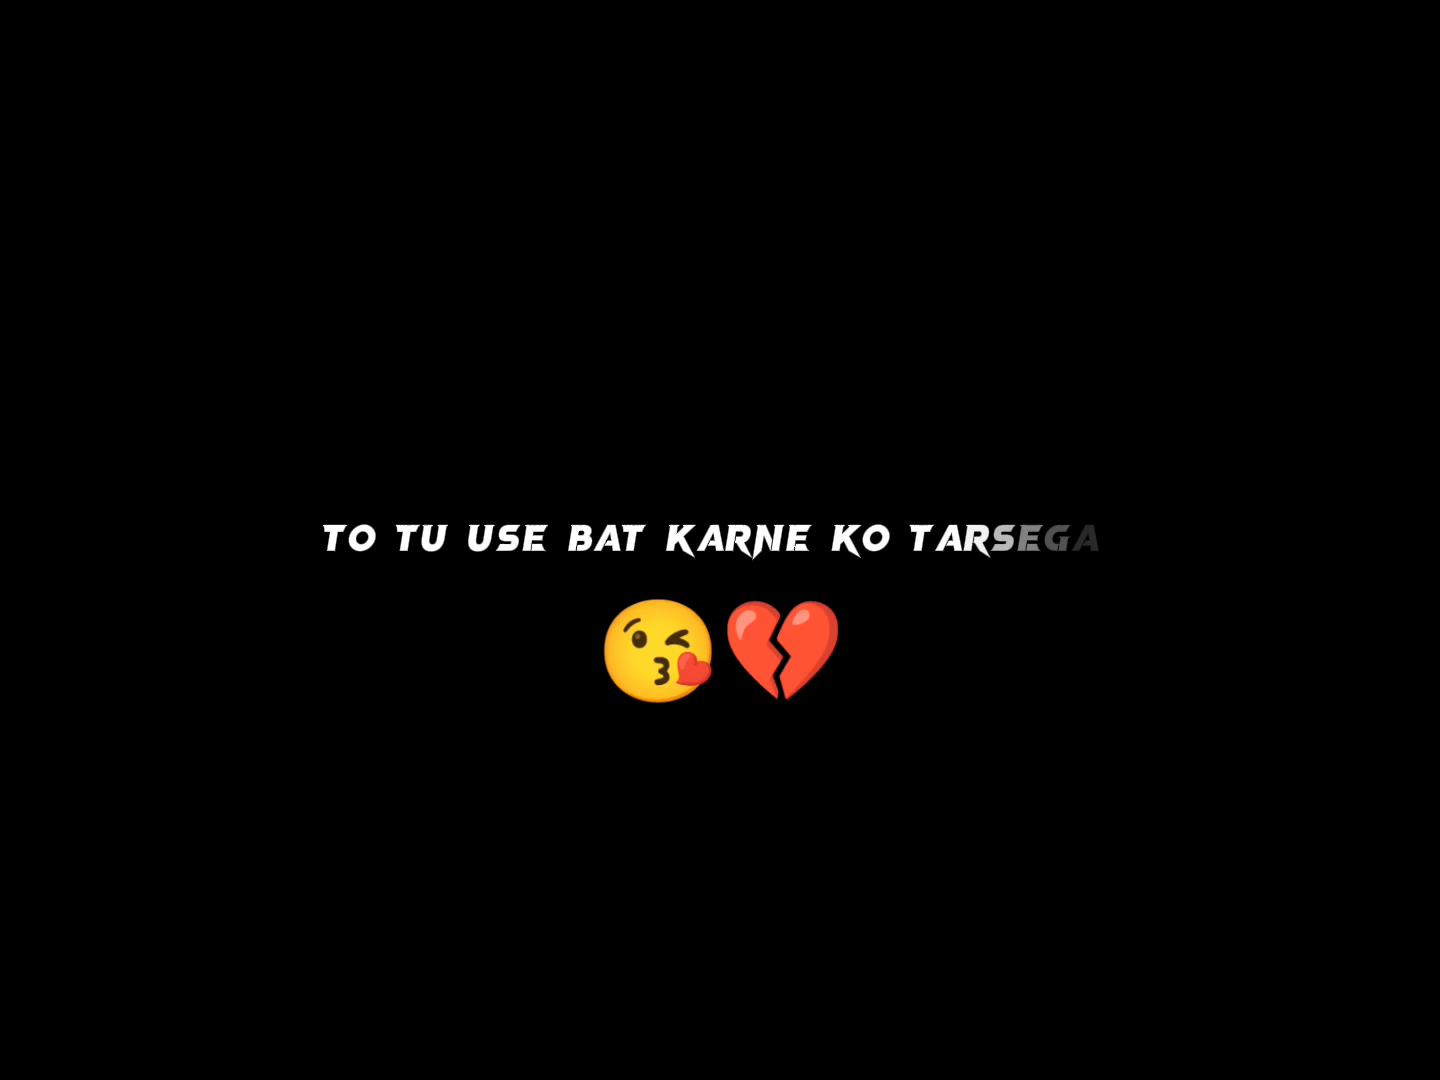 TO TU USE BAT KARNE KO TARSEGA
😘💔